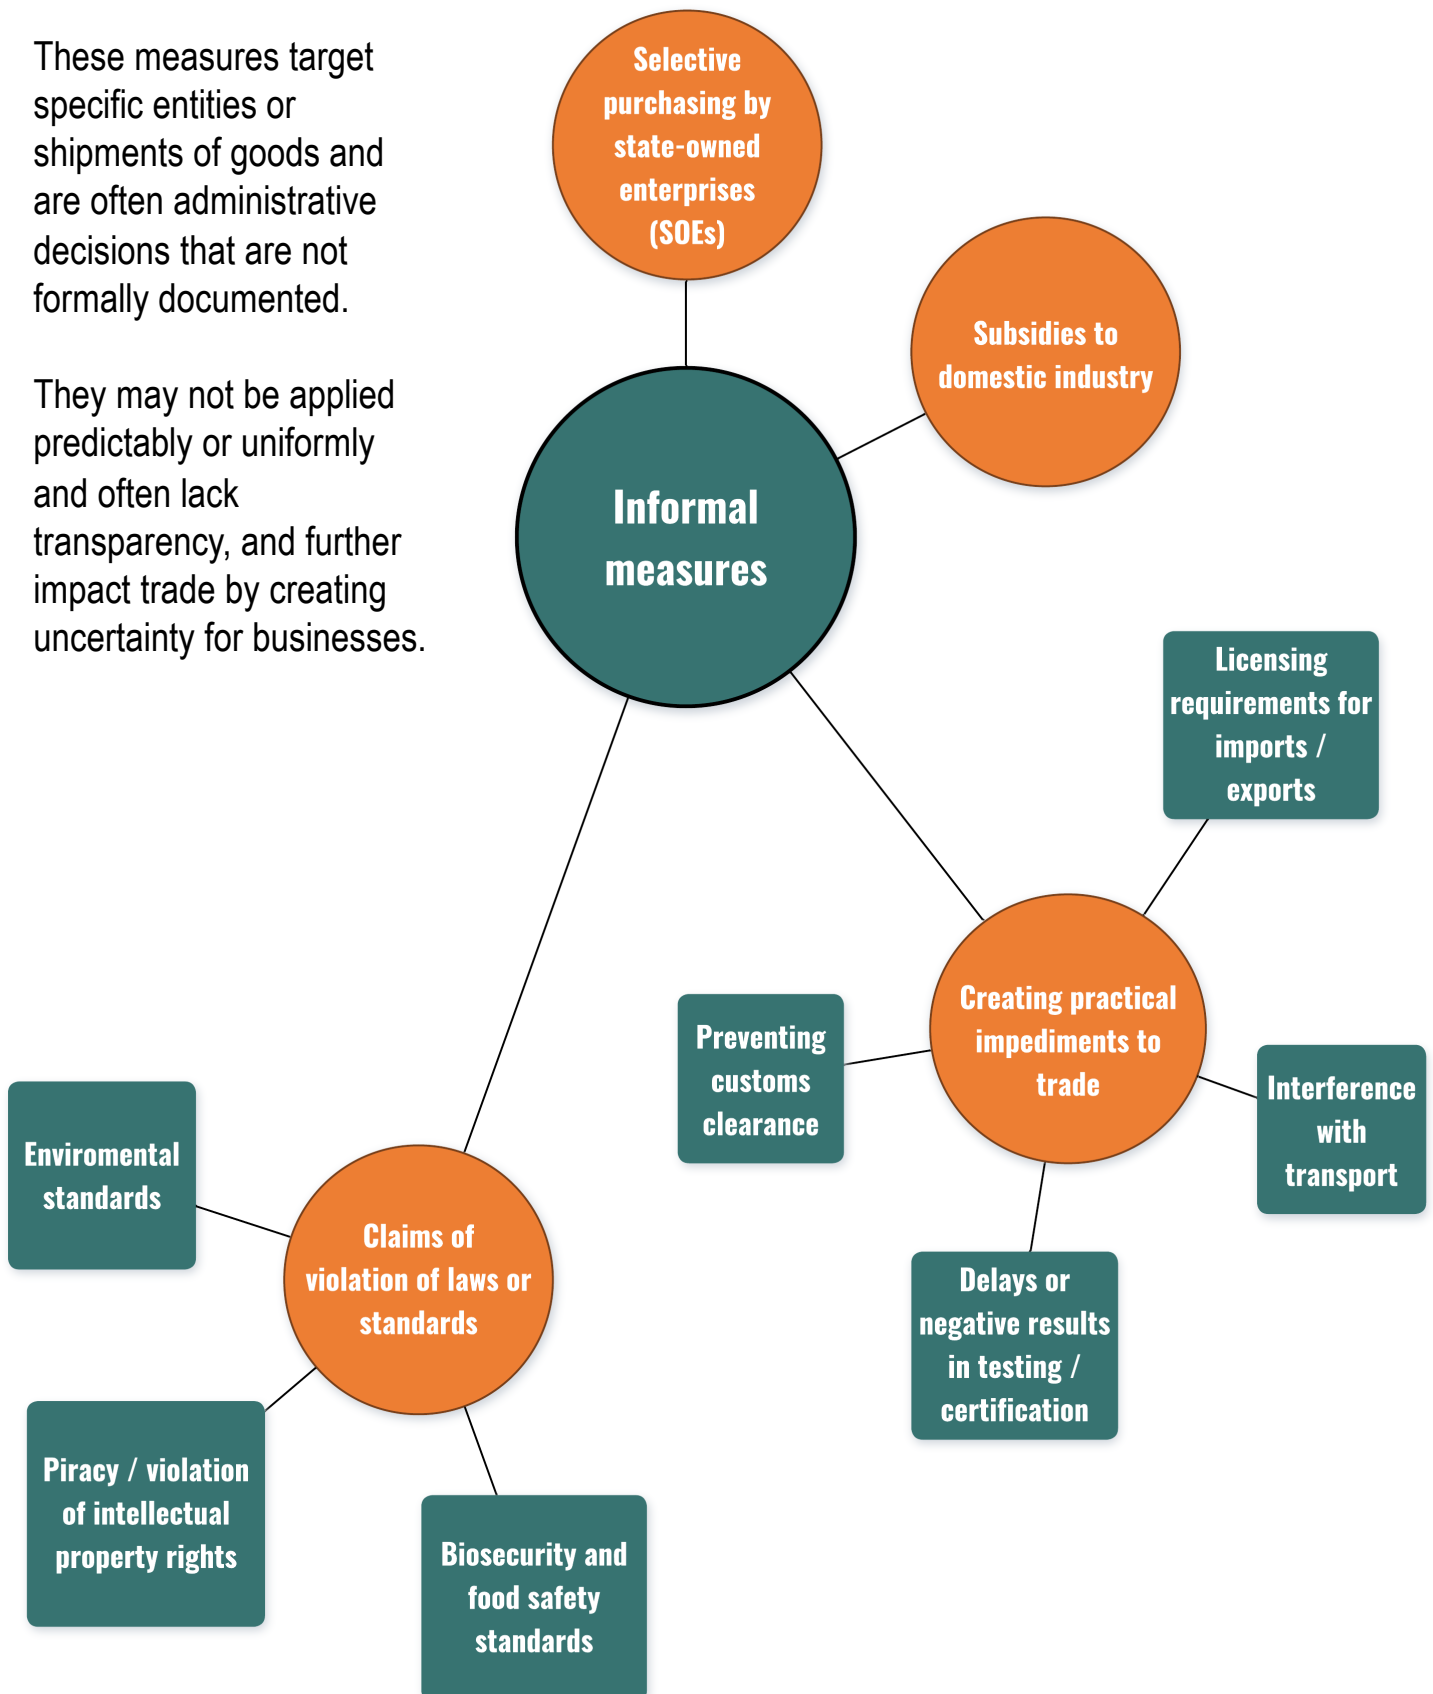 These measures target
specific entities or
shipments of goods and
are often administrative
decisions that are not
formally documented.
They may not be applied
predictably or uniformly
and often lack
transparency, and further
impact trade by creating
uncertainty for businesses.
Selective
purchasing by
state-owned
enterprises
(SOEs)
Subsidies to
domestic industry
Informal
measures
Licensing
requirements for
imports /
exports
Creating practical
impediments to
trade
Preventing
customs
clearance
Interference
with
transport
Delays or
negative results
in testing /
certification
Enviromental
standards
Claims of
violation of laws or
standards
Piracy / violation
of intellectual
property rights
Biosecurity and
food safety
standards